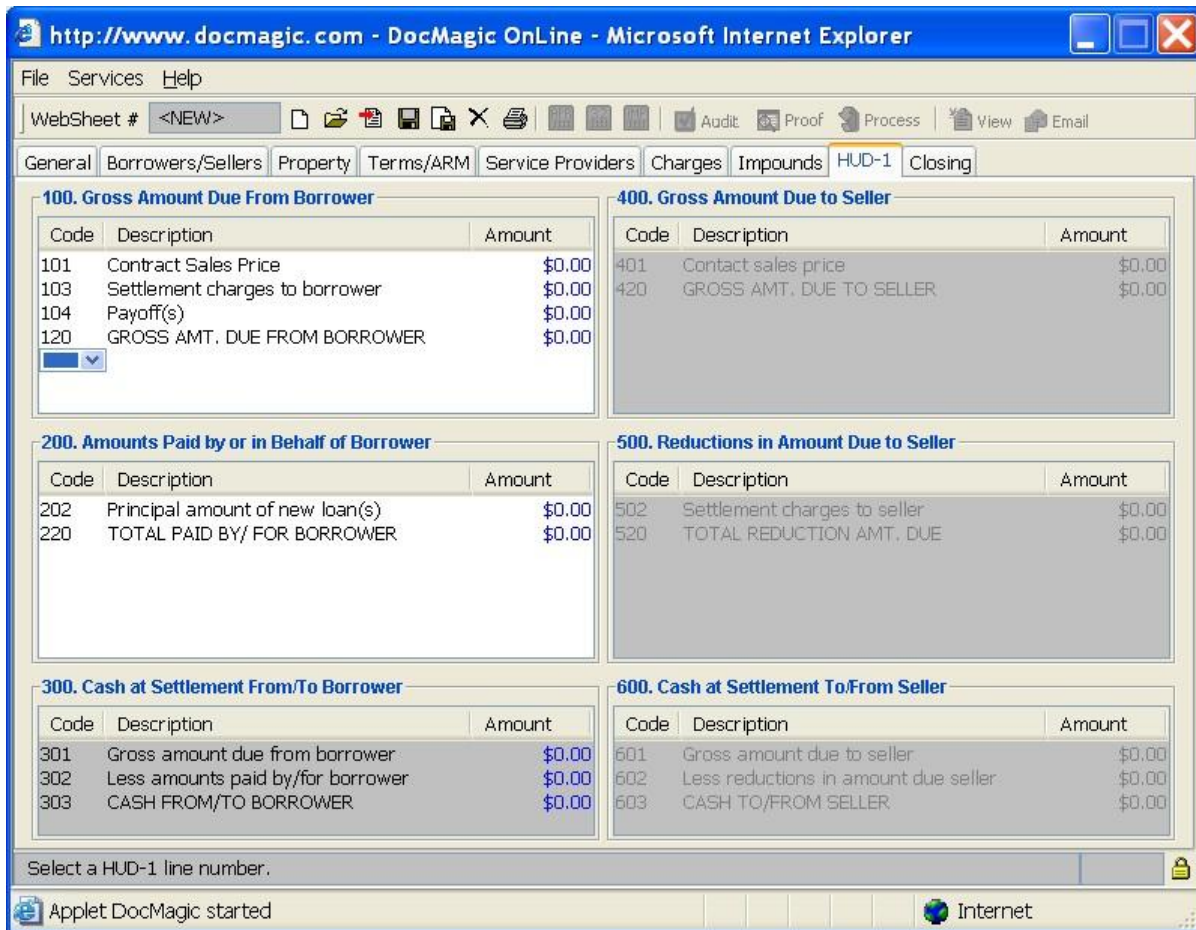 http://www.docmagic.com - DocMagic OnLine - Microsoft Internet Explorer
File Services Help
WebSheet # <NEW> Audit Proof Process View Email
General Borrowers/Sellers Property Terms/ARM Service Providers Charges Impounds HUD-1 Closing
100. Gross Amount Due From Borrower
Code Description Amount
101 Contract Sales Price $0.00
103 Settlement charges to borrower $0.00
104 Payoff(s) $0.00
120 GROSS AMT. DUE FROM BORROWER $0.00
400. Gross Amount Due to Seller
Code Description Amount
401 Contact sales price $0.00
420 GROSS AMT. DUE TO SELLER $0.00
200. Amounts Paid by or in Behalf of Borrower
Code Description Amount
202 Principal amount of new loan(s) $0.00
220 TOTAL PAID BY/ FOR BORROWER $0.00
500. Reductions in Amount Due to Seller
Code Description Amount
502 Settlement charges to seller $0.00
520 TOTAL REDUCTION AMT. DUE $0.00
300. Cash at Settlement From/To Borrower
Code Description Amount
301 Gross amount due from borrower $0.00
302 Less amounts paid by/for borrower $0.00
303 CASH FROM/TO BORROWER $0.00
600. Cash at Settlement To/From Seller
Code Description Amount
601 Gross amount due to seller $0.00
602 Less reductions in amount due seller $0.00
603 CASH TO/FROM SELLER $0.00
Select a HUD-1 line number.
Applet DocMagic started Internet